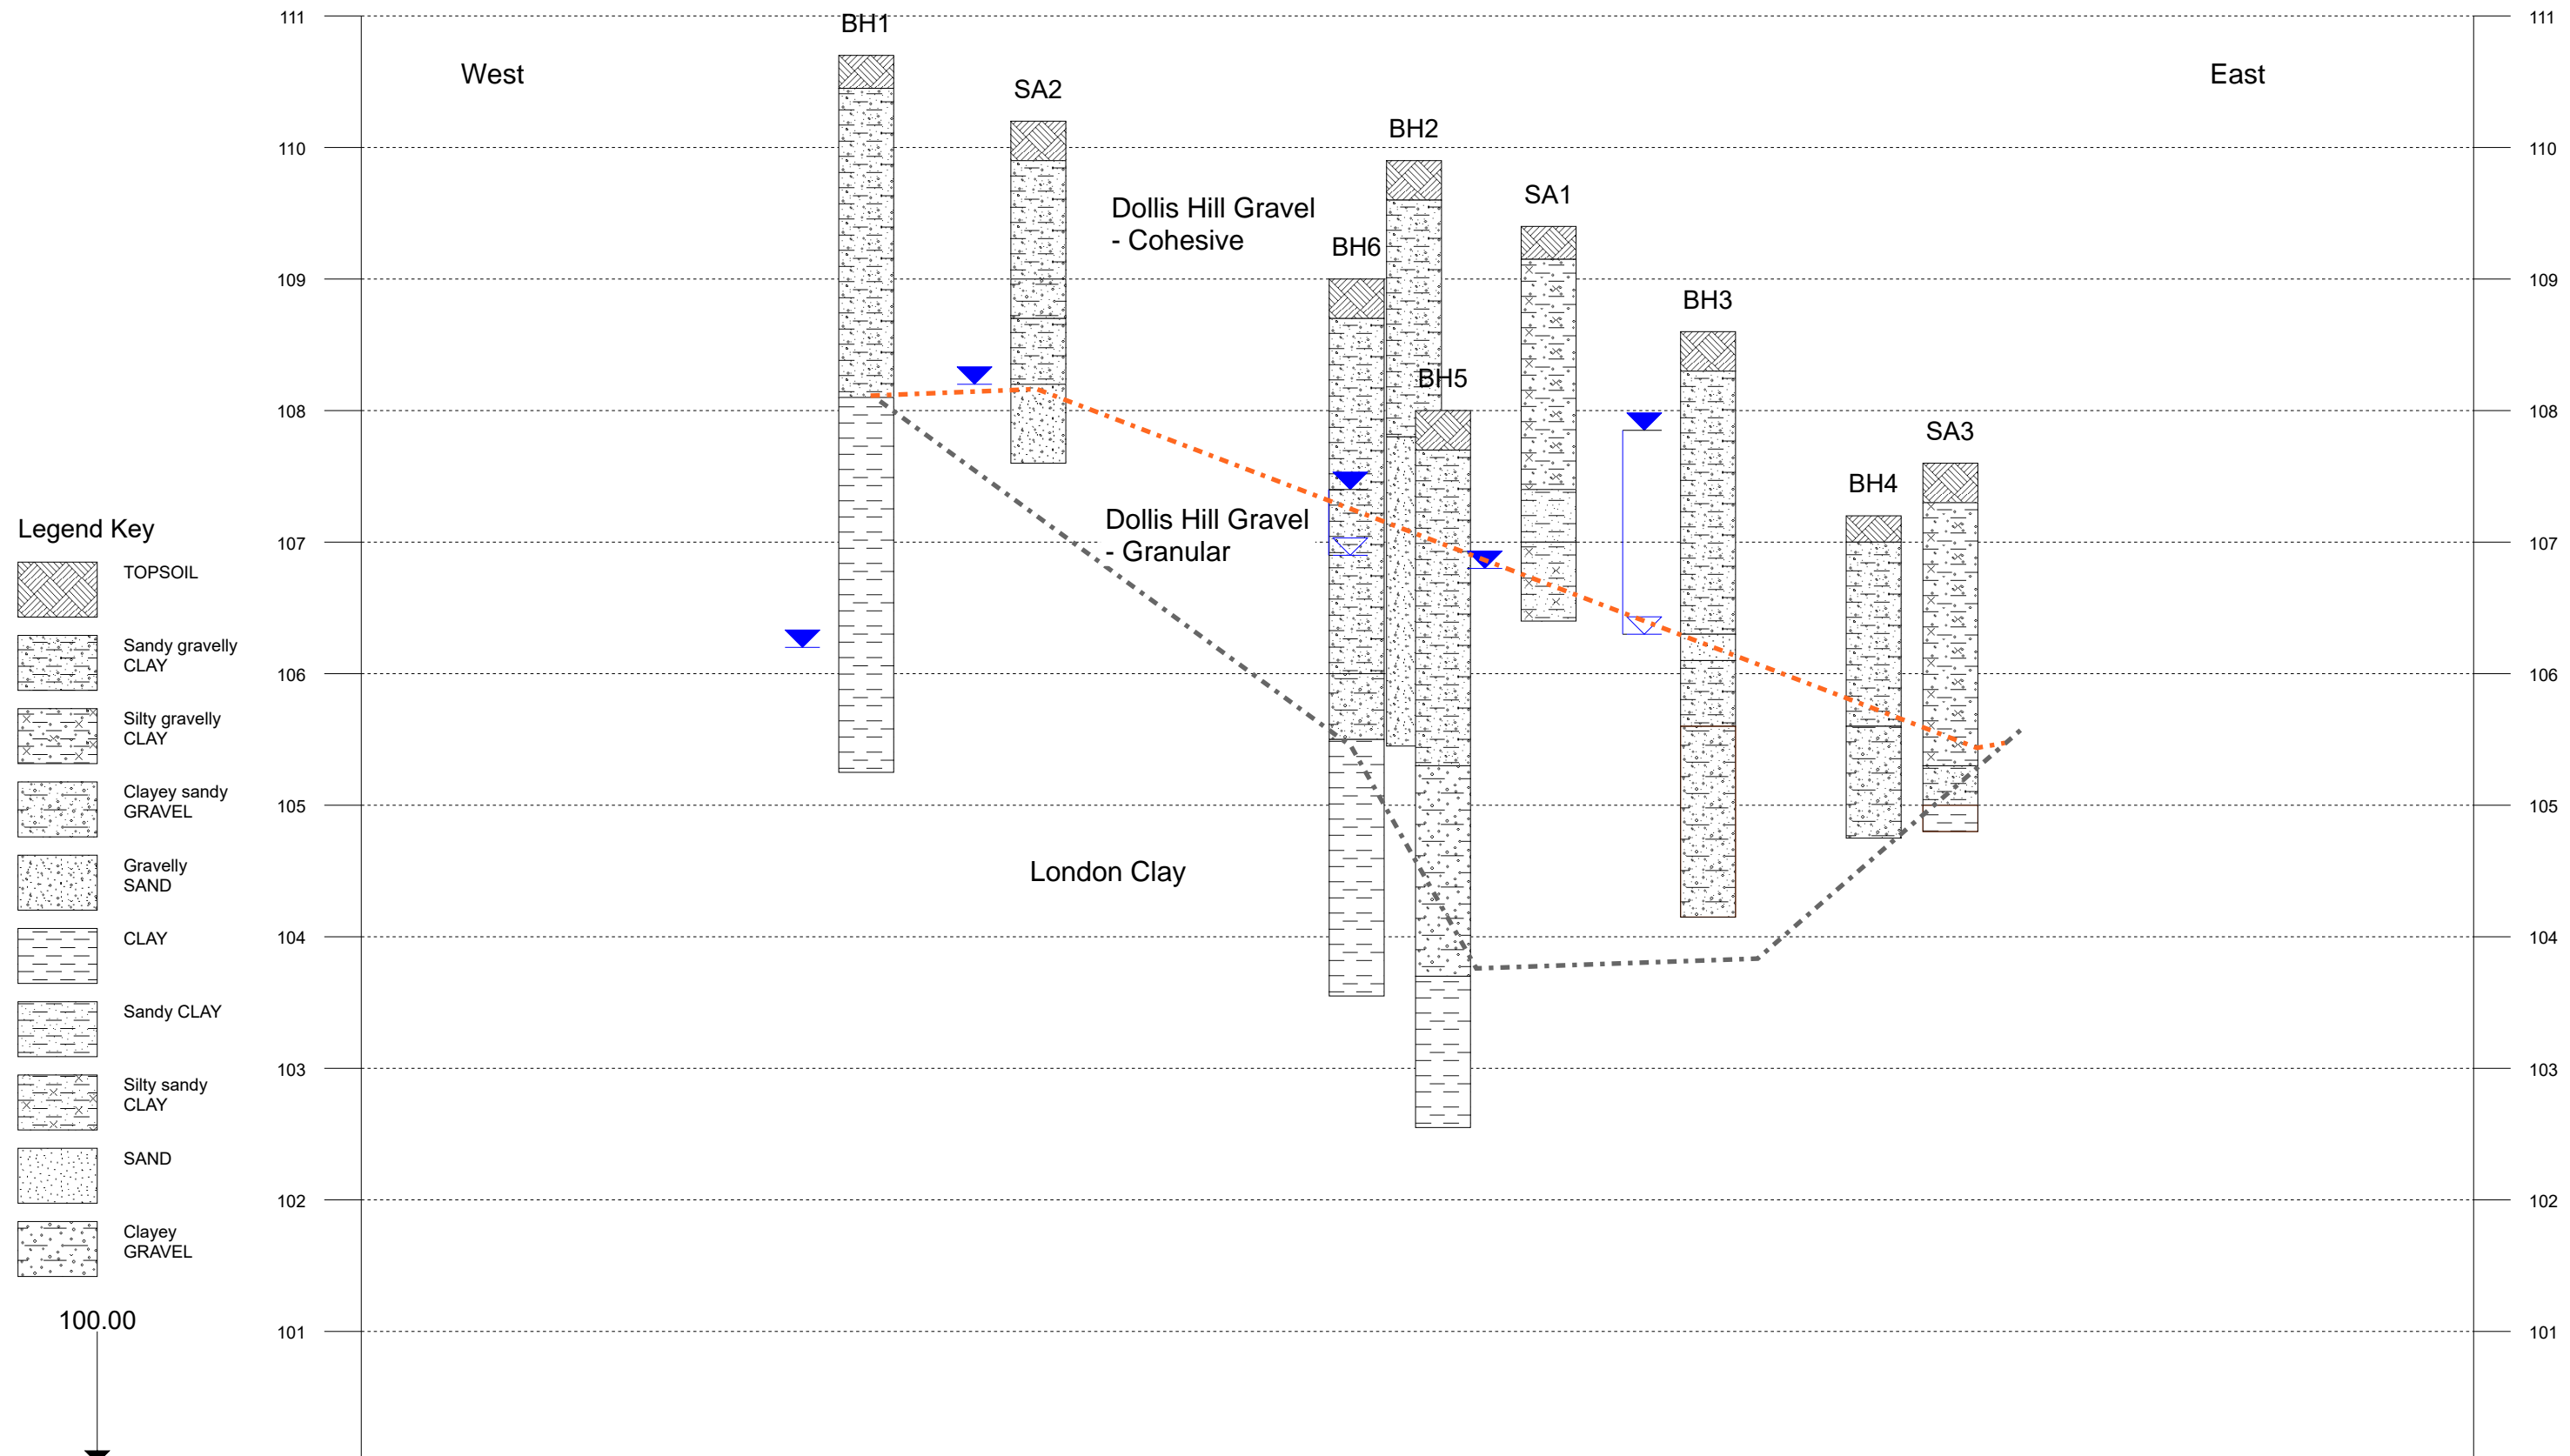 111
111
BH1
West
East
SA2
BH2
110
110
SA1
Dollis Hill Gravel
- Cohesive
BH6
109
109
BH3
BH5
108
108
SA3
BH4
Dollis Hill Gravel
- Granular
107
107
106
106
105
105
London Clay
104
104
103
103
102
102
101
101
Legend Key
TOPSOIL
Sandy gravelly
CLAY
Silty gravelly
CLAY
Clayey sandy
GRAVEL
Gravelly
SAND
CLAY
Sandy CLAY
Silty sandy
CLAY
SAND
Clayey
GRAVEL
100.00